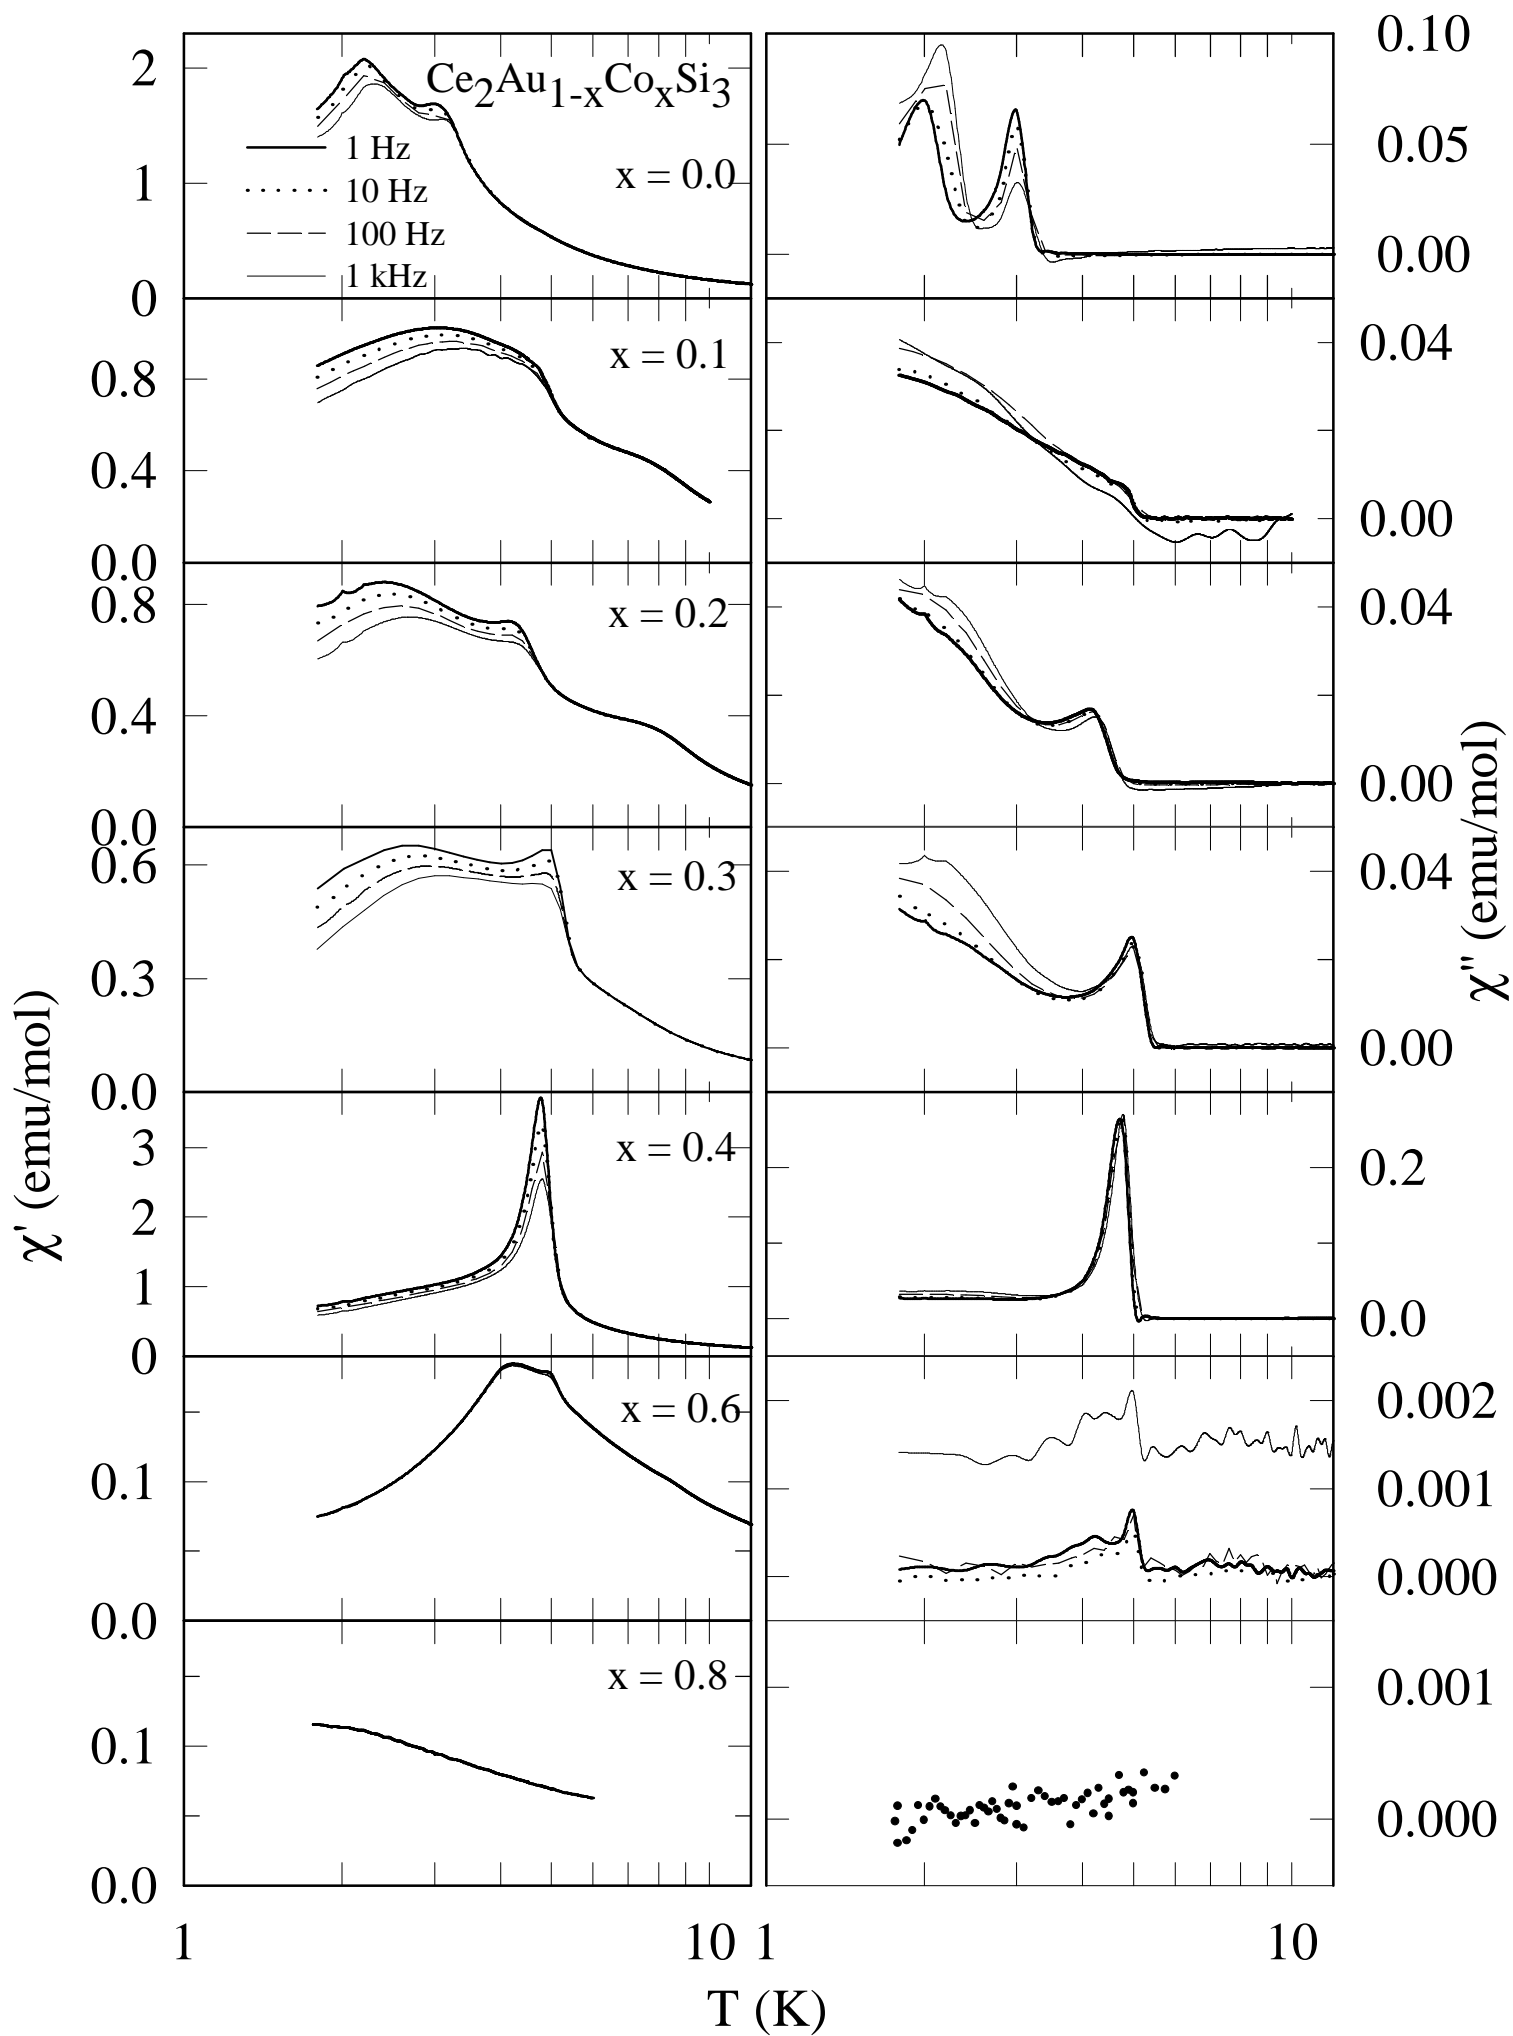 Ce2Au1-xCoxSi3
1 Hz
10 Hz
100 Hz
1 kHz
x = 0.0
2
1
0
0.10
0.05
0.00
x = 0.1
0.8
0.4
0.0
0.04
0.00
x = 0.2
0.8
0.4
0.0
0.04
0.00
x = 0.3
0.6
0.3
0.0
0.04
0.00
x = 0.4
3
2
1
0
0.2
0.0
x = 0.6
0.1
0.0
0.002
0.001
0.000
x = 0.8
0.1
0.0
0.001
0.000
χ' (emu/mol)
χ" (emu/mol)
1 10 1 10
T (K)